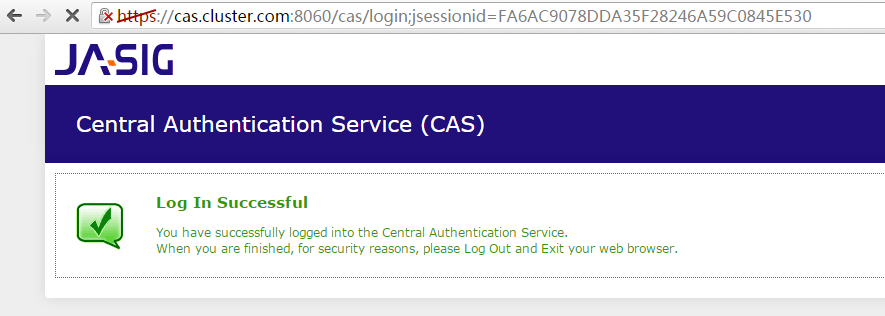 https://cas.cluster.com:8060/cas/login;jsessionid=FA6AC9078DDA35F28246A59C0845E530
JASIG
Central Authentication Service (CAS)
Log In Successful
You have successfully logged into the Central Authentication Service.
When you are finished, for security reasons, please Log Out and Exit your web browser.